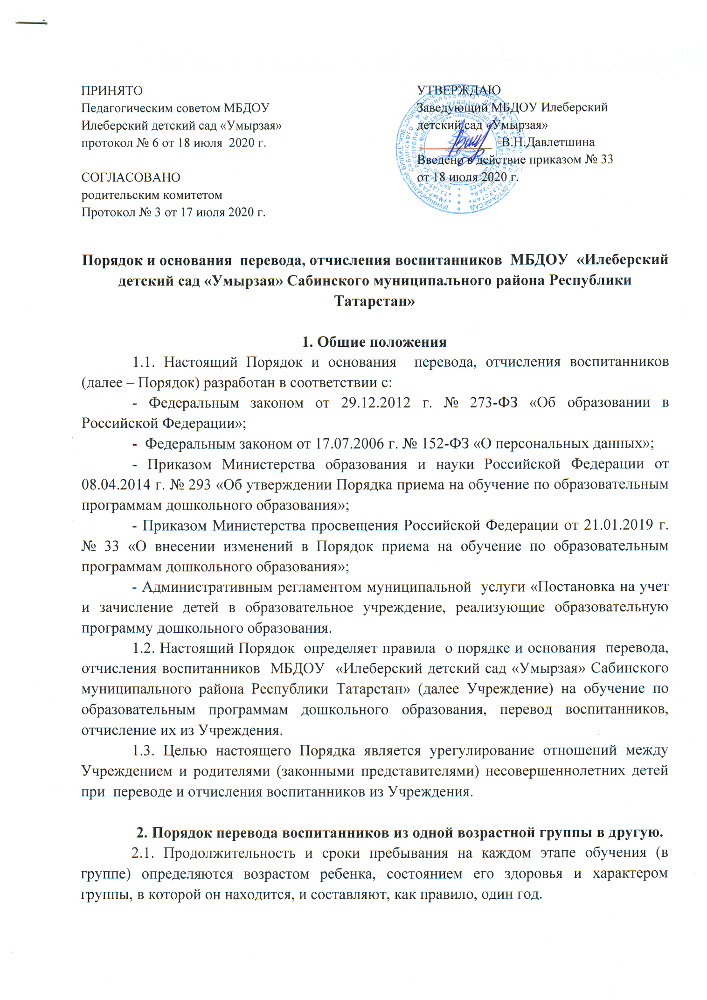 ПРИНЯТО
Педагогическим советом МБДОУ
Илеберский детский сад «Умырзая»
протокол № 6 от 18 июля  2020 г.
СОГЛАСОВАНО
родительским комитетом
Протокол № 3 от 17 июля 2020 г.
УТВЕРЖДАЮ
Заведующий МБДОУ Илеберский
детский сад «Умырзая»
___________ В.Н.Давлетшина
Введено в действие приказом № 33
от 18 июля 2020 г.
Порядок и основания  перевода, отчисления воспитанников  МБДОУ  «Илеберский
детский сад «Умырзая» Сабинского муниципального района Республики
Татарстан»
1. Общие положения
1.1. Настоящий Порядок и основания  перевода, отчисления воспитанников
(далее – Порядок) разработан в соответствии с:
- Федеральным законом от 29.12.2012 г. № 273-ФЗ «Об образовании в
Российской Федерации»;
-  Федеральным законом от 17.07.2006 г. № 152-ФЗ «О персональных данных»;
- Приказом Министерства образования и науки Российской Федерации от
08.04.2014 г. № 293 «Об утверждении Порядка приема на обучение по образовательным
программам дошкольного образования»;
- Приказом Министерства просвещения Российской Федерации от 21.01.2019 г.
№ 33 «О внесении изменений в Порядок приема на обучение по образовательным
программам дошкольного образования»;
- Административным регламентом муниципальной  услуги «Постановка на учет
и зачисление детей в образовательное учреждение, реализующие образовательную
программу дошкольного образования.
1.2. Настоящий Порядок  определяет правила  о порядке и основания  перевода,
отчисления воспитанников  МБДОУ  «Илеберский детский сад «Умырзая» Сабинского
муниципального района Республики Татарстан» (далее Учреждение) на обучение по
образовательным программам дошкольного образования, перевод воспитанников,
отчисление их из Учреждения.
1.3. Целью настоящего Порядка является урегулирование отношений между
Учреждением и родителями (законными представителями) несовершеннолетних детей
при  переводе и отчисления воспитанников из Учреждения.
2. Порядок перевода воспитанников из одной возрастной группы в другую.
2.1. Продолжительность и сроки пребывания на каждом этапе обучения (в
группе) определяются возрастом ребенка, состоянием его здоровья и характером
группы, в которой он находится, и составляют, как правило, один год.